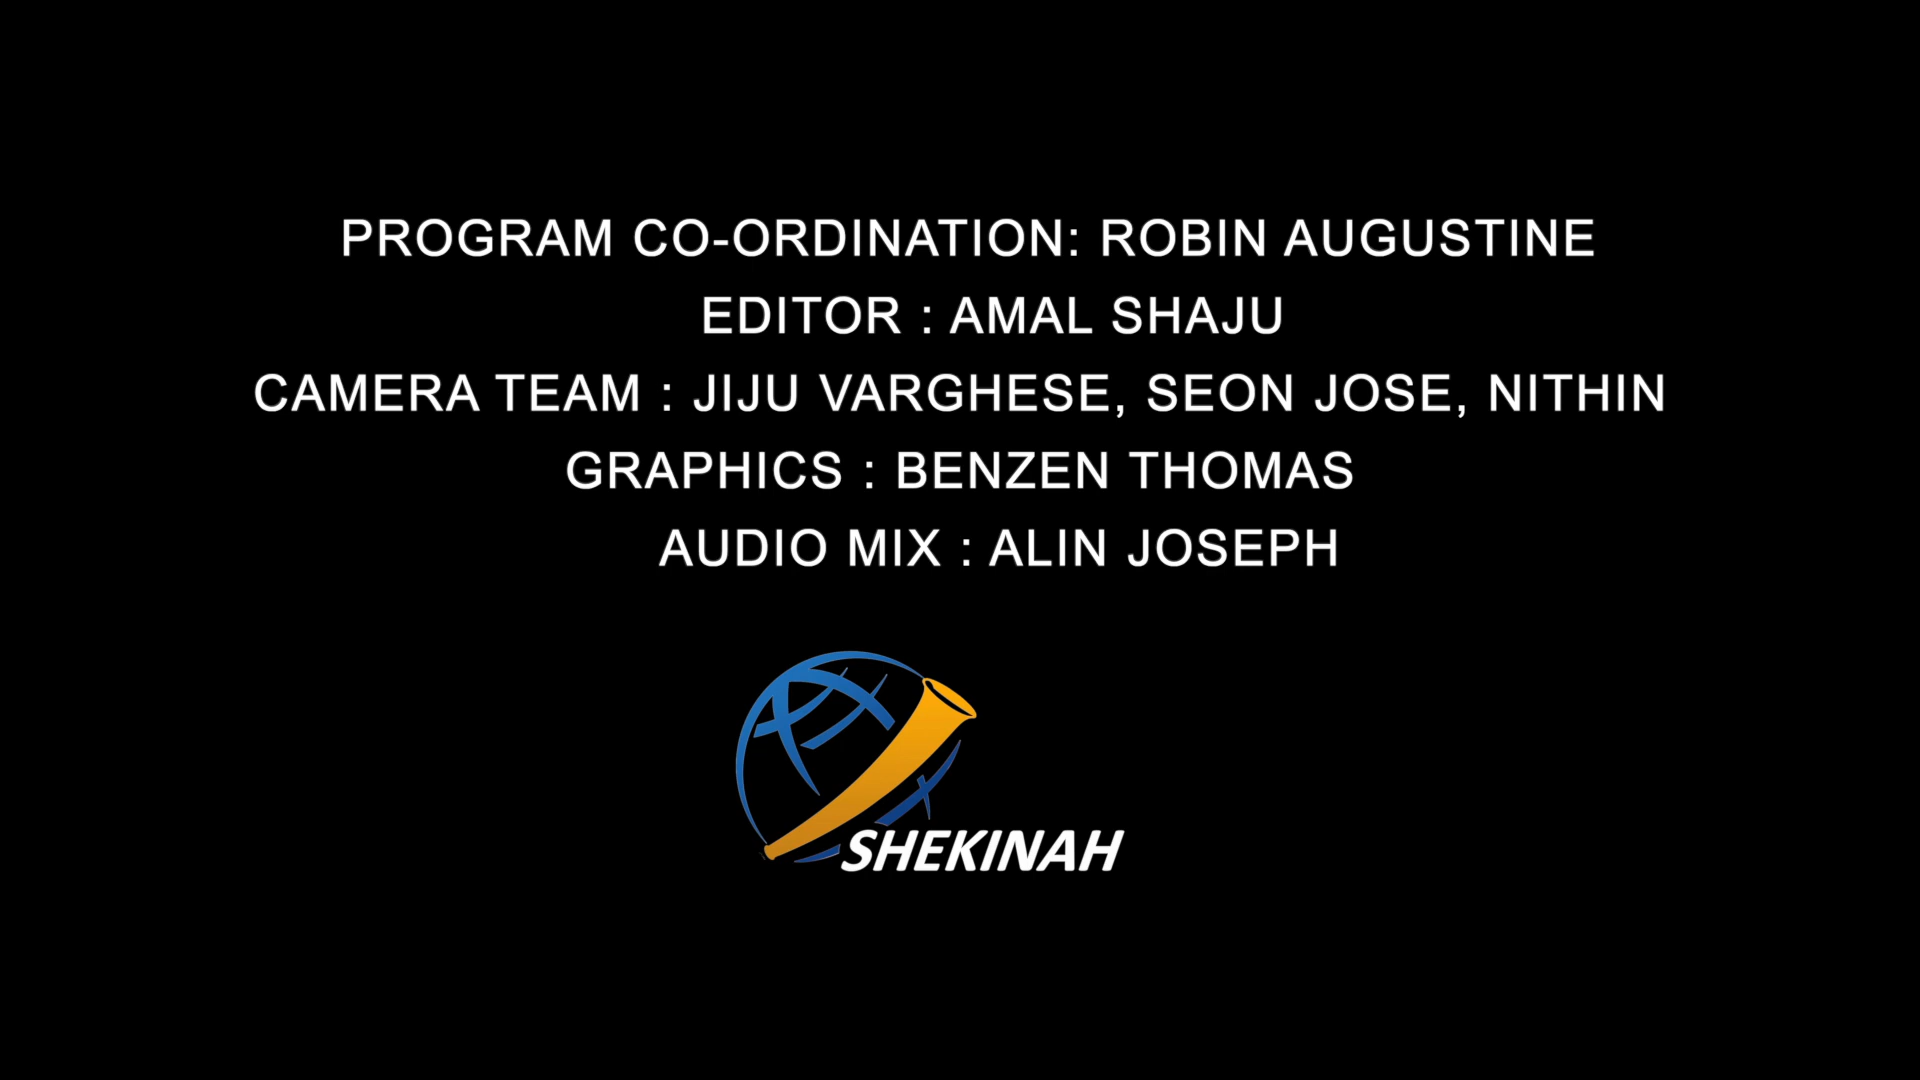 PROGRAM CO-ORDINATION: ROBIN AUGUSTINE
EDITOR : AMAL SHAJU
CAMERA TEAM : JIJU VARGHESE, SEON JOSE, NITHIN
GRAPHICS : BENZEN THOMAS
AUDIO MIX : ALIN JOSEPH
SHEKINAH